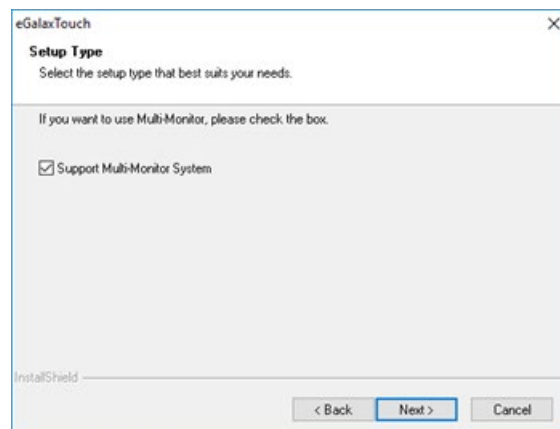 eGalaxTouch
Setup Type
Select the setup type that best suits your needs.
If you want to use Multi-Monitor, please check the box.
Support Multi-Monitor System
InstallShield
< Back Next > Cancel